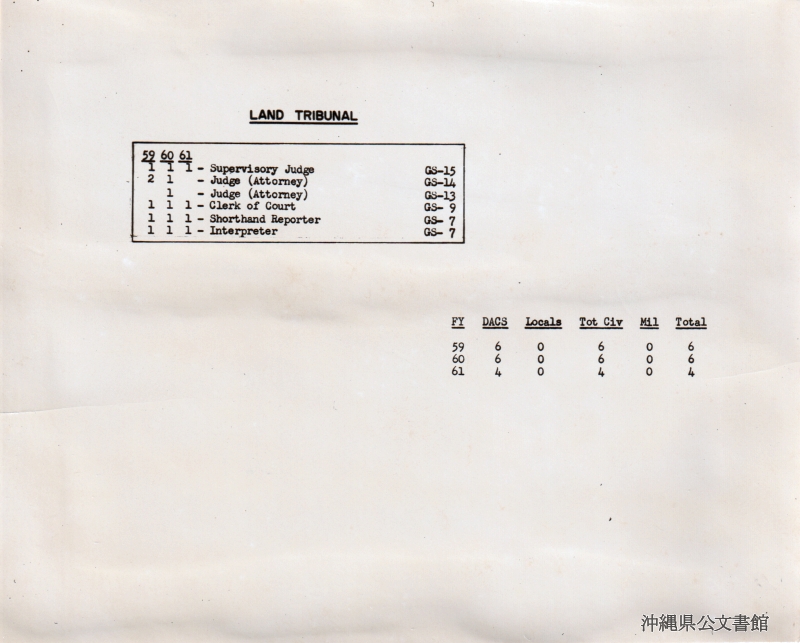 LAND TRIBUNAL
59 60 61
1 1 1 - Supervisory Judge GS-15
2 1 - Judge (Attorney) GS-14
1 - Judge (Attorney) GS-13
1 1 1 - Clerk of Court GS- 9
1 1 1 - Shorthand Reporter GS- 7
1 1 1 - Interpreter GS- 7
FY DACS Locals Tot Civ Mil Total
59 6 0 6 0 6
60 6 0 6 0 6
61 4 0 4 0 4
沖縄県公文書館